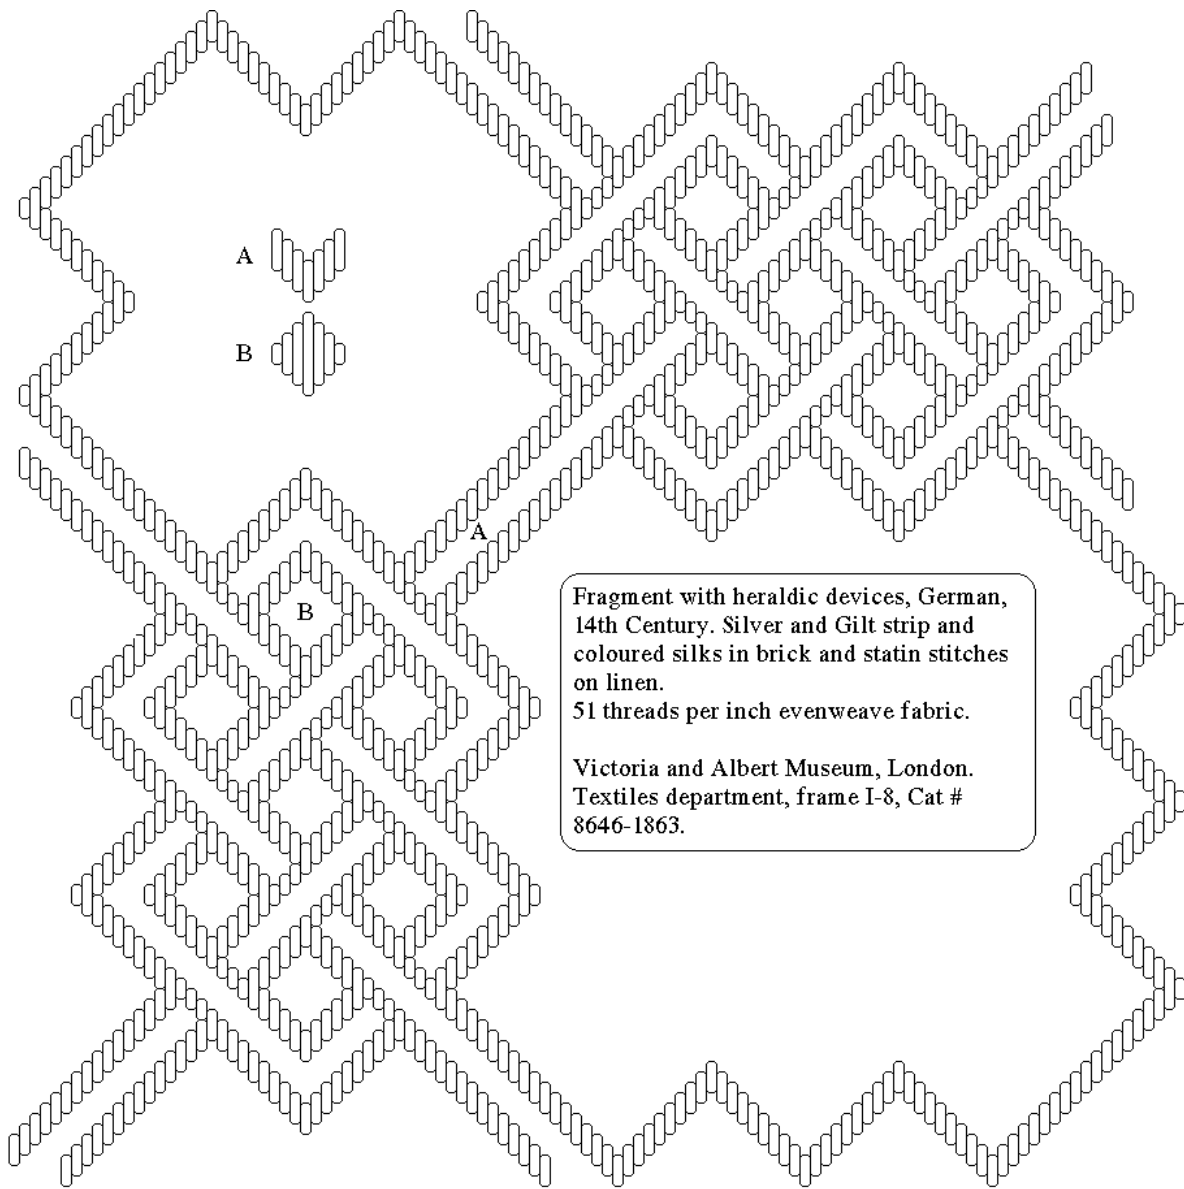 A
B
A
B
Fragment with heraldic devices, German,
14th Century. Silver and Gilt strip and
coloured silks in brick and statin stitches
on linen.
51 threads per inch evenweave fabric.
Victoria and Albert Museum, London.
Textiles department, frame I-8, Cat #
8646-1863.